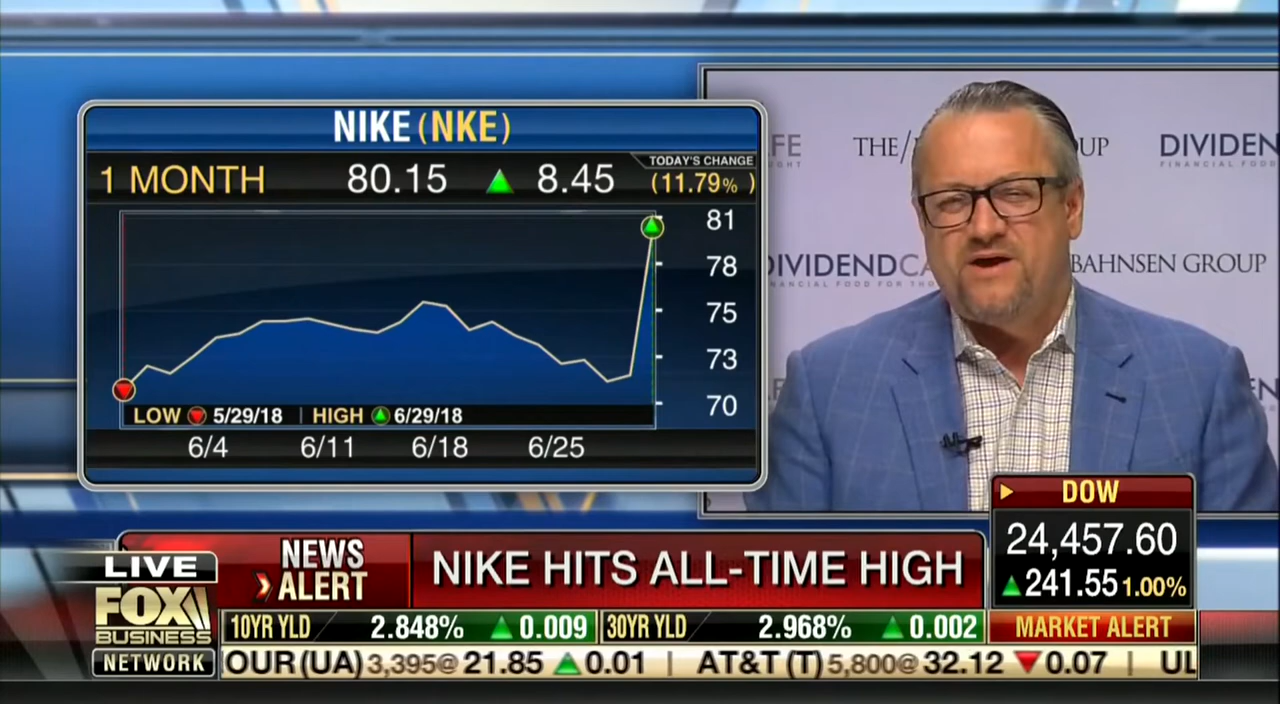 NIKE (NKE)
1 MONTH 80.15 ▲ 8.45 TODAY'S CHANGE (11.79%)
81
78
75
73
70
LOW ▼ 5/29/18 | HIGH ▲ 6/29/18
6/4 6/11 6/18 6/25
THE DIVIDEN
DIVIDENDCA BAHNSEN GROUP
DOW
24,457.60
▲ 241.55 1.00%
MARKET ALERT
NEWS ALERT
NIKE HITS ALL-TIME HIGH
LIVE
FOX
BUSINESS
NETWORK
10YR YLD 2.848% ▲ 0.009 30YR YLD 2.968% ▲ 0.002
OUR (UA) 3,395@ 21.85 ▲ 0.01 | AT&T (T) 5,800@ 32.12 ▼ 0.07 | UL